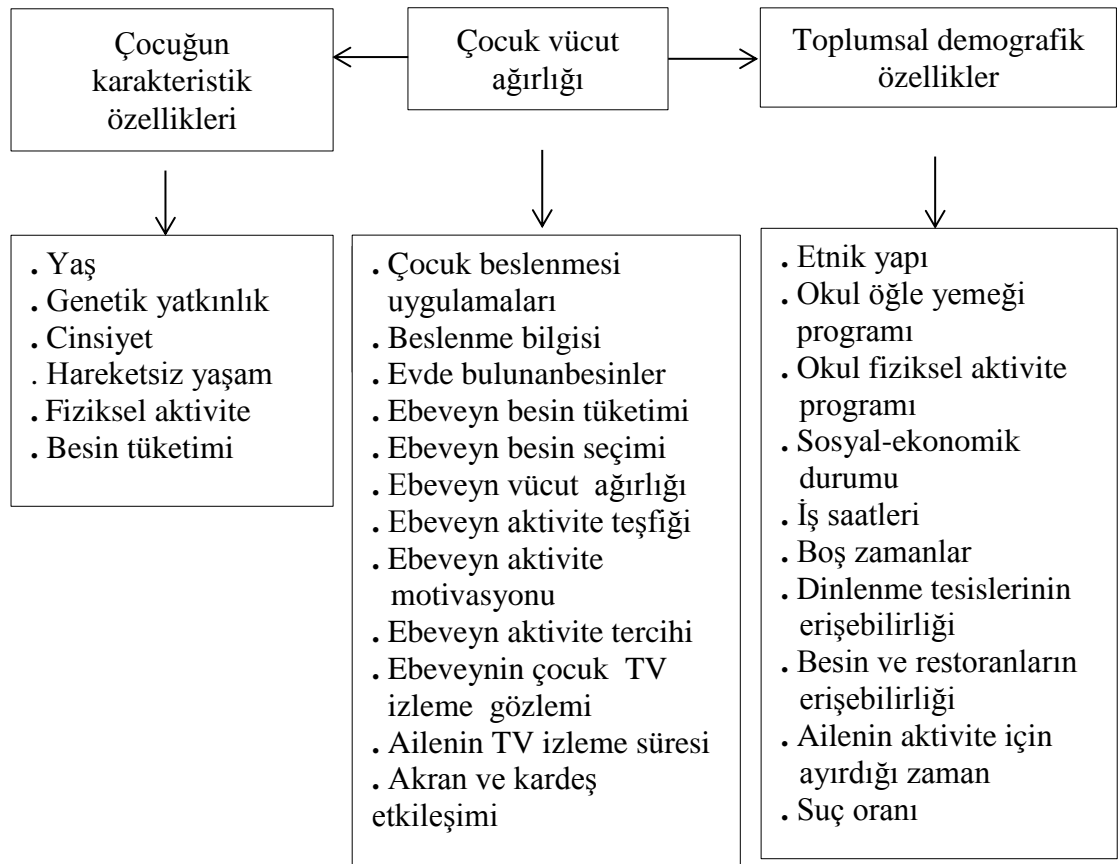 Çocuğun
karakteristik
özellikleri
Çocuk vücut
ağırlığı
Toplumsal demografik
özellikler
. Yaş
. Genetik yatkınlık
. Cinsiyet
. Hareketsiz yaşam
. Fiziksel aktivite
. Besin tüketimi
. Çocuk beslenmesi
uygulamaları
. Beslenme bilgisi
. Evde bulunanbesinler
. Ebeveyn besin tüketimi
. Ebeveyn besin seçimi
. Ebeveyn vücut ağırlığı
. Ebeveyn aktivite teşfiği
. Ebeveyn aktivite
motivasyonu
. Ebeveyn aktivite tercihi
. Ebeveynin çocuk TV
izleme gözlemi
. Ailenin TV izleme süresi
. Akran ve kardeş
etkileşimi
. Etnik yapı
. Okul öğle yemeği
programı
. Okul fiziksel aktivite
programı
. Sosyal-ekonomik
durumu
. İş saatleri
. Boş zamanlar
. Dinlenme tesislerinin
erişebilirliği
. Besin ve restoranların
erişebilirliği
. Ailenin aktivite için
ayırdığı zaman
. Suç oranı